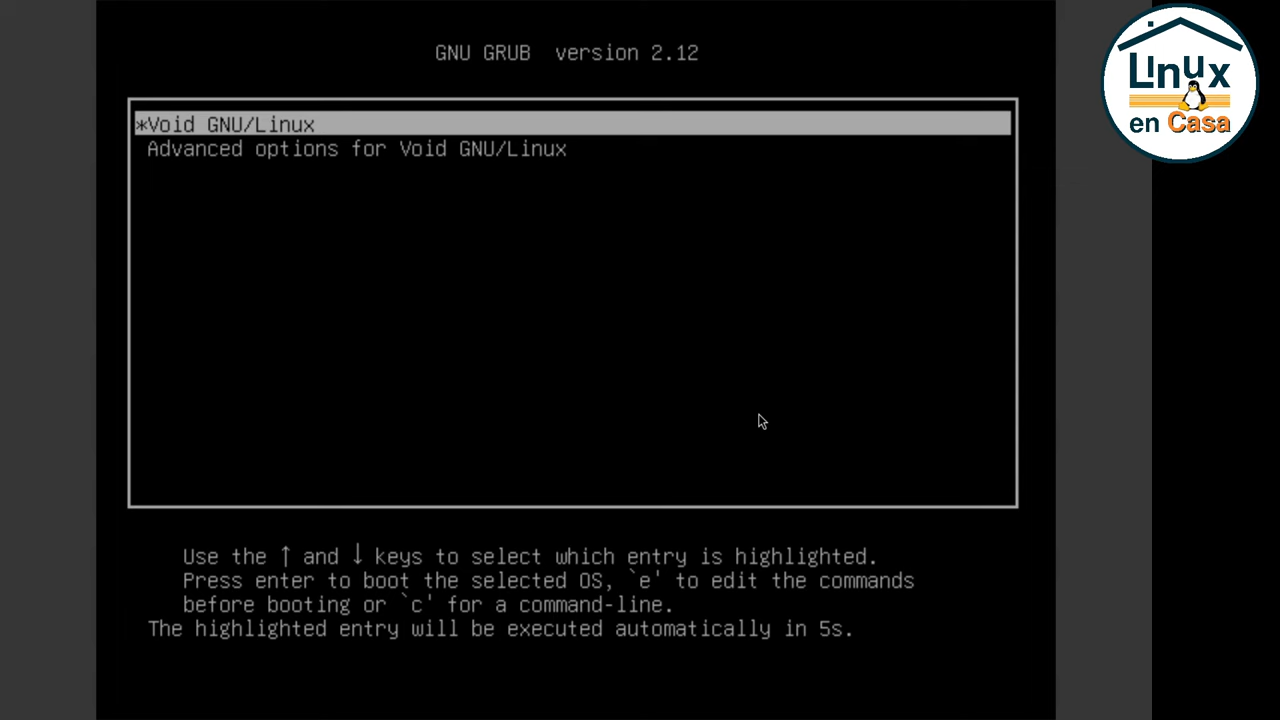 GNU GRUB version 2.12
*Void GNU/Linux
Advanced options for Void GNU/Linux
Use the ↑ and ↓ keys to select which entry is highlighted.
Press enter to boot the selected OS, `e' to edit the commands
before booting or `c' for a command-line.
The highlighted entry will be executed automatically in 5s.
Linux
en Casa